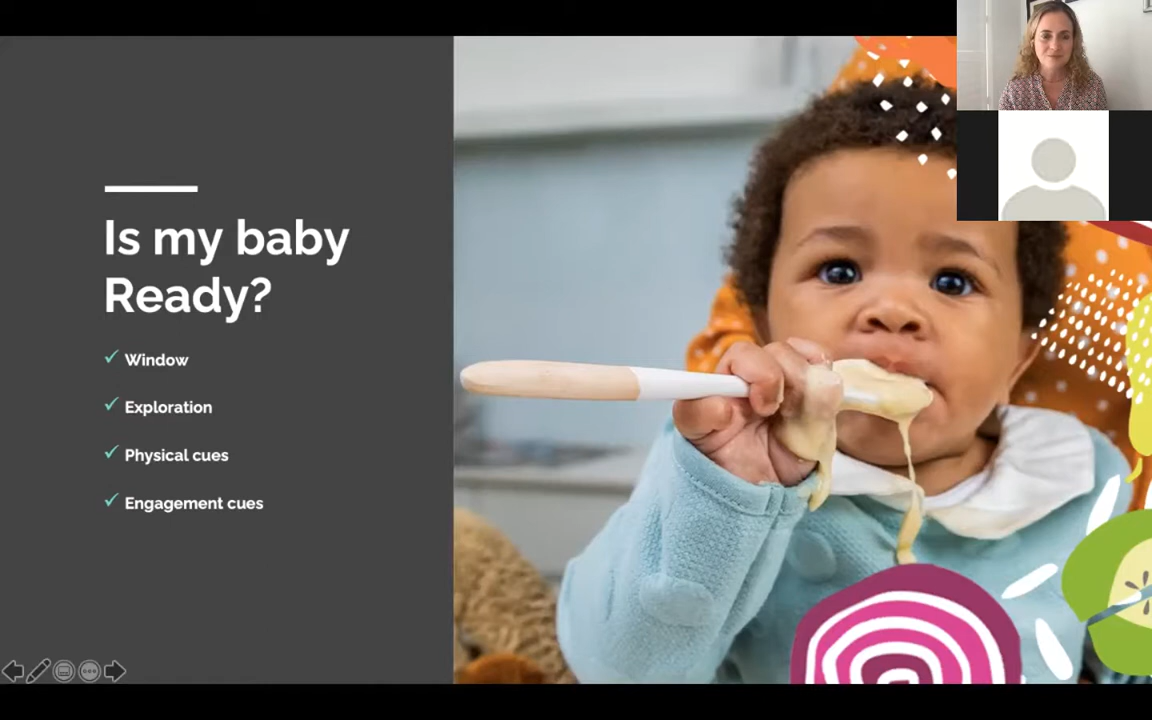 Is my baby
Ready?
✓ Window
✓ Exploration
✓ Physical cues
✓ Engagement cues